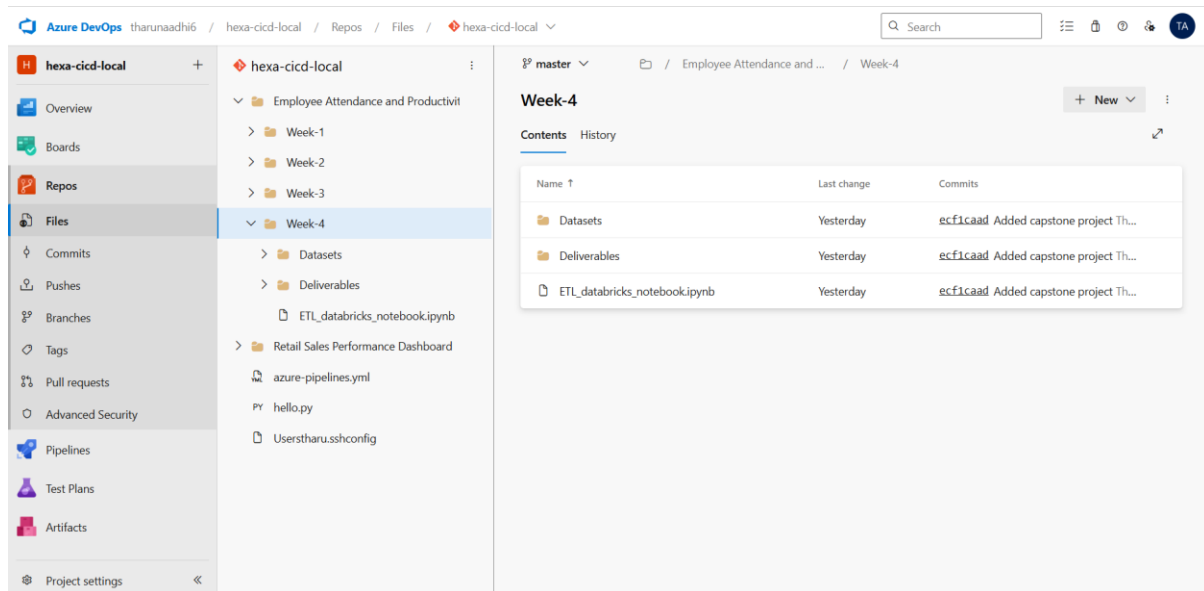 Azure DevOps tharunaadhi6 / hexa-cicd-local / Repos / Files / hexa-cicd-local
Search
TA
H hexa-cicd-local +
Overview
Boards
Repos
Files
Commits
Pushes
Branches
Tags
Pull requests
Advanced Security
Pipelines
Test Plans
Artifacts
Project settings
hexa-cicd-local
Employee Attendance and Productivit
Week-1
Week-2
Week-3
Week-4
Datasets
Deliverables
ETL_databricks_notebook.ipynb
Retail Sales Performance Dashboard
YML azure-pipelines.yml
PY hello.py
Userstharu.sshconfig
master / Employee Attendance and ... / Week-4
Week-4
+ New
Contents History
Name ↑ Last change Commits
Datasets Yesterday ecf1caad Added capstone project Th...
Deliverables Yesterday ecf1caad Added capstone project Th...
ETL_databricks_notebook.ipynb Yesterday ecf1caad Added capstone project Th...